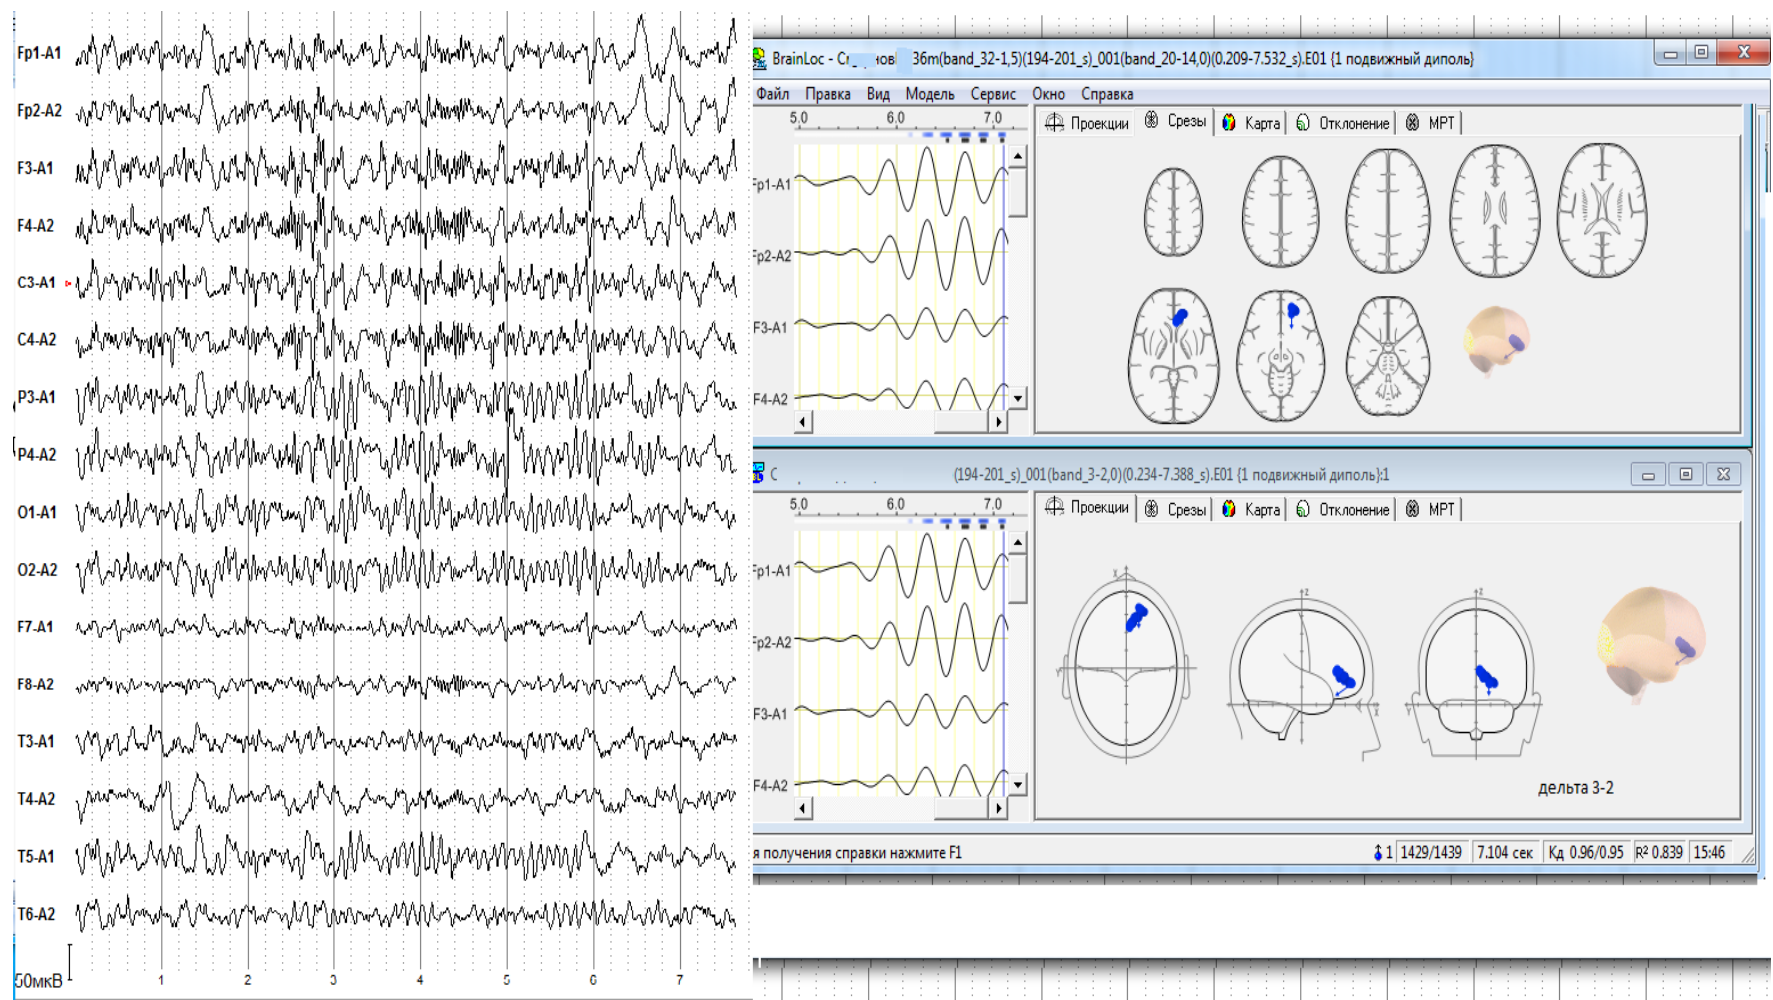 Fp1-A1
Fp2-A2
F3-A1
F4-A2
C3-A1
C4-A2
P3-A1
P4-A2
O1-A1
O2-A2
F7-A1
F8-A2
T3-A1
T4-A2
T5-A1
T6-A2
50мкВ
1 2 3 4 5 6 7
BrainLoc - 36m(band_32-1,5)(194-201_s)_001(band_20-14,0)(0.209-7.532_s).E01 {1 подвижный диполь}
Файл Правка Вид Модель Сервис Окно Справка
5.0 6.0 7.0
Fp1-A1
Fp2-A2
F3-A1
F4-A2
Проекции Срезы Карта Отклонение МРТ
(194-201_s)_001(band_3-2,0)(0.234-7.388_s).E01 {1 подвижный диполь}:1
5.0 6.0 7.0
Fp1-A1
Fp2-A2
F3-A1
F4-A2
Проекции Срезы Карта Отклонение МРТ
X
Y
Z
X
Z
Y
дельта 3-2
я получения справки нажмите F1
1 1429/1439 7.104 сек Кд 0.96/0.95 R² 0.839 15:46